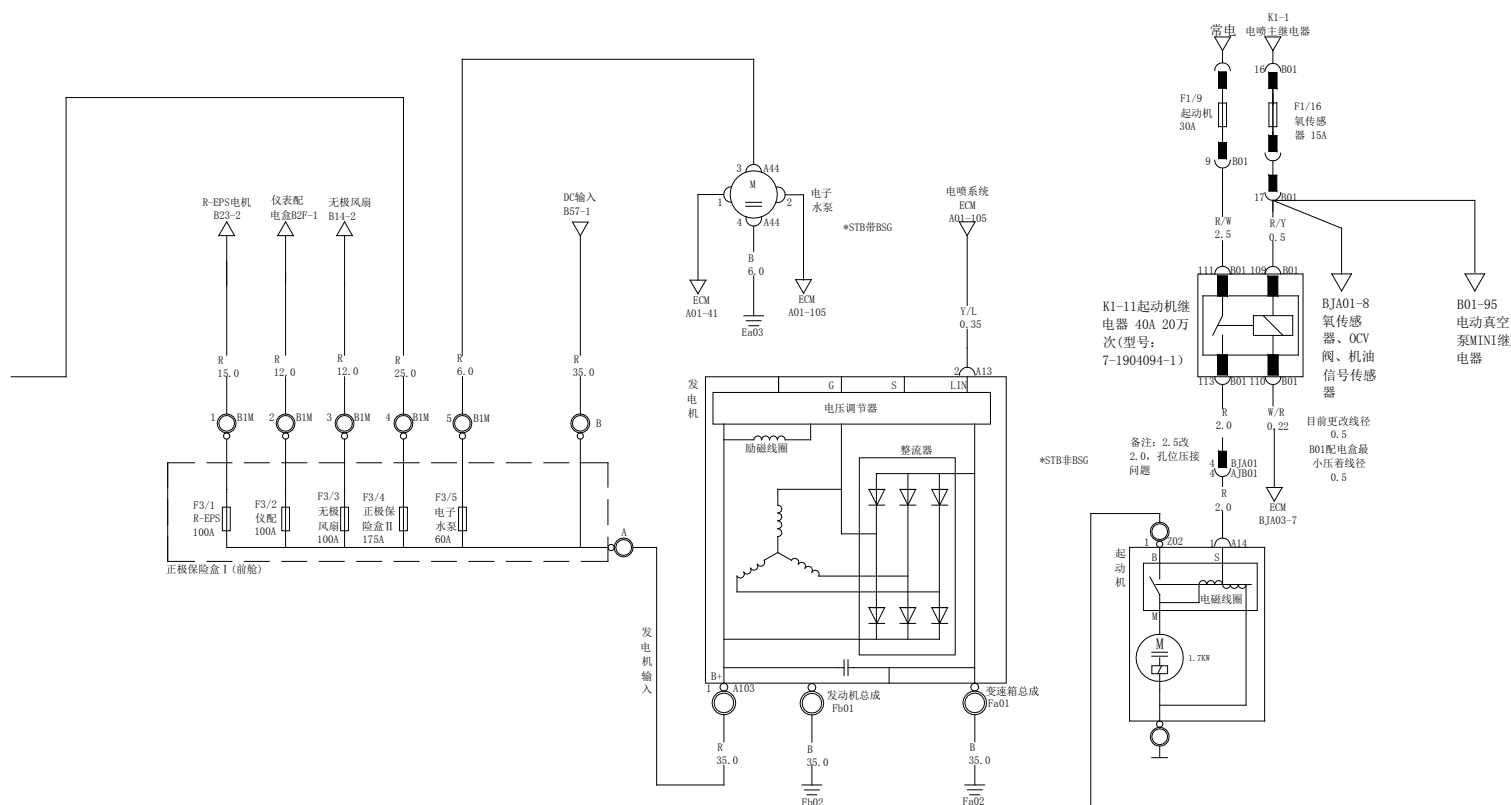 常电
K1-1
电喷主继电器
16 B01
F1/9
起动机
30A
F1/16
氧传感
器 15A
9 B01
17 B01
R/W
2.5
R/Y
0.5
3 A44
M
1
2
4 A44
电子
水泵
*STB带BSG
B
6.0
ECM
A01-41
ECM
A01-105
Ea03
R-EPS电机
B23-2
仪表配
电盒B2F-1
无极风扇
B14-2
DC输入
B57-1
电喷系统
ECM
A01-105
Y/L
0.35
111 B01
109 B01
K1-11起动机继
电器 40A 20万
次(型号:
7-1904094-1)
113 B01
110 B01
BJA01-8
氧传感
器、OCV
阀、机油
信号传感
器
B01-95
电动真空
泵MINI继
电器
R
15.0
R
12.0
R
12.0
R
25.0
R
6.0
R
35.0
1 B1M
2 B1M
3 B1M
4 B1M
5 B1M
B
2 A13
发电机
G
S
LIN
电压调节器
励磁线圈
整流器
*STB非BSG
R
2.0
W/R
0.22
目前更改线径
0.5
B01配电盒最
小压着线径
0.5
备注: 2.5改
2.0, 孔位压接
问题
4 BJA01
4 AJB01
R
2.0
ECM
BJA03-7
F3/1
R-EPS
100A
F3/2
仪配
100A
F3/3
无极
风扇
100A
F3/4
正极保
险盒Ⅱ
175A
F3/5
电子
水泵
60A
A
正极保险盒Ⅰ(前舱)
发电机输入
B+
1 A103
发动机总成
Fb01
变速箱总成
Fa01
R
35.0
B
35.0
B
35.0
Fb02
Fa02
1 Z02
1 A14
起动机
B
S
电磁线圈
M
M
1.7KW